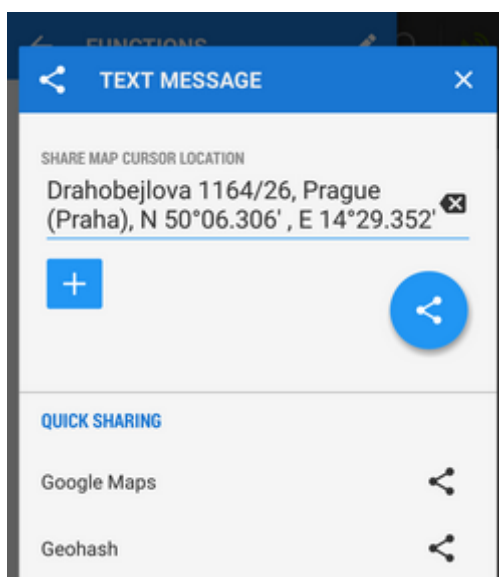 FUNCTIONS
TEXT MESSAGE
SHARE MAP CURSOR LOCATION
Drahobejlova 1164/26, Prague
(Praha), N 50°06.306' , E 14°29.352'
QUICK SHARING
Google Maps
Geohash